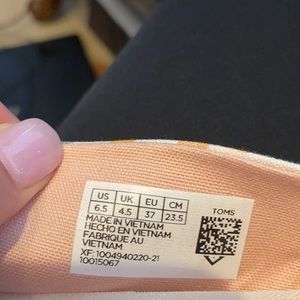 US UK EU CM TOMS
6.5 4.5 37 23.5
MADE IN VIETNAM
HECHO EN VIETNAM
FABRIQUE AU
VIETNAM
XF: 1004940220-21
10015067